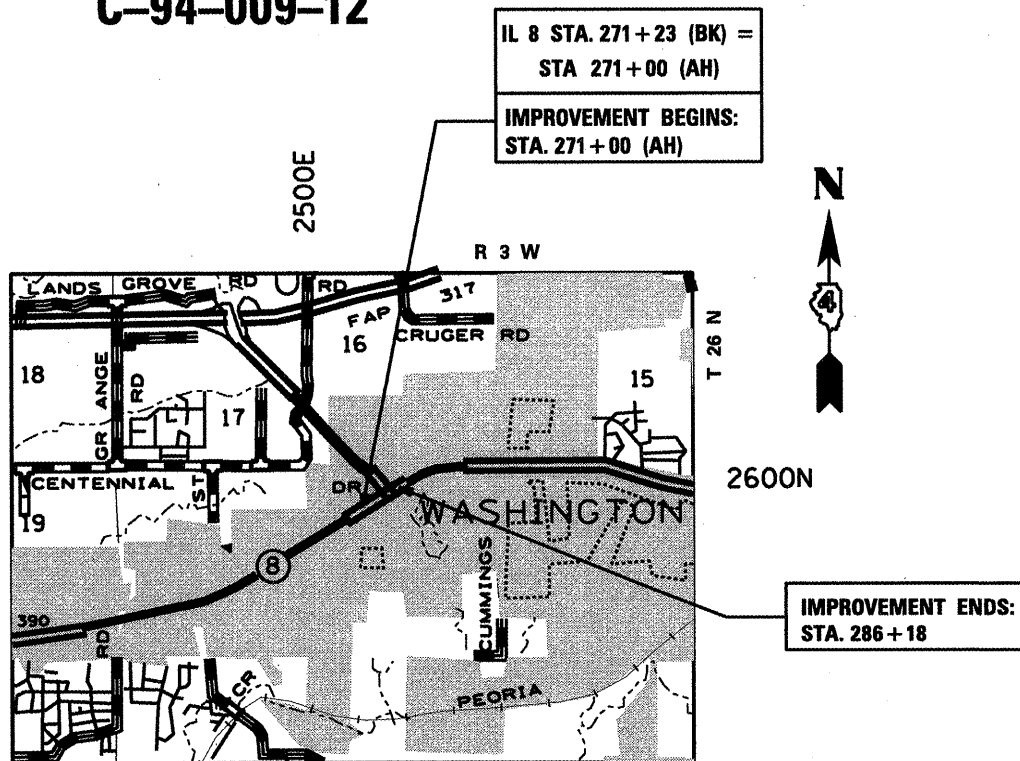 C–94–009–12
IL 8 STA. 271+23 (BK) =
STA 271+00 (AH)
IMPROVEMENT BEGINS:
STA. 271+00 (AH)
2500E
N
R 3 W
4
LANDS GROVE RD
RD
317
FAP
16
CRUGER RD
T 26 N
18
GR ANGE
RD
17
15
CENTENNIAL
ST
DR
2600N
19
WASHINGTON
8
CUMMINGS
390
RD
IMPROVEMENT ENDS:
STA. 286+18
CR
PEORIA